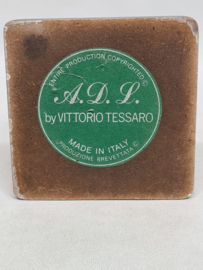 ENTIRE PRODUCTION COPYRIGHTED ©
A.D.L.
by VITTORIO TESSARO
MADE IN ITALY
PRODUZIONE BREVETTATA ©